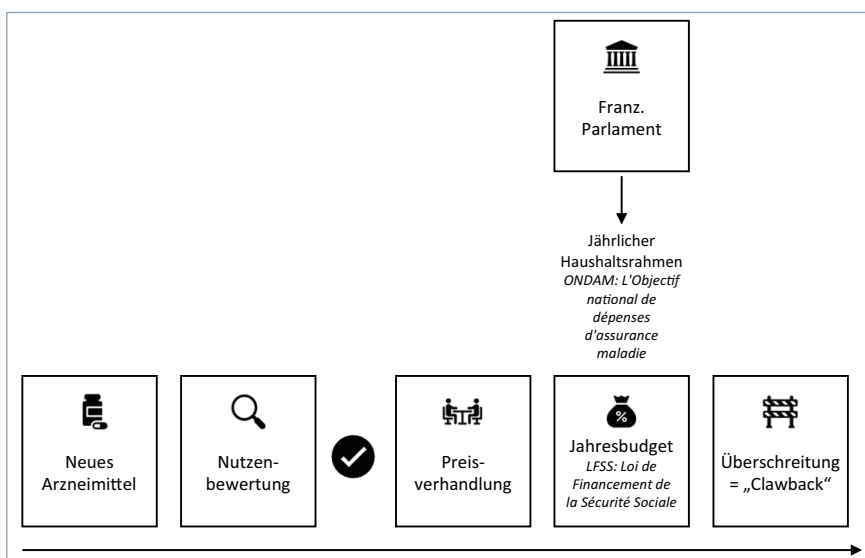 Franz.
Parlament
Jährlicher
Haushaltsrahmen
ONDAM: L'Objectif
national de
dépenses
d'assurance
maladie
Neues
Arzneimittel
Nutzen-
bewertung
Preis-
verhandlung
%
Jahresbudget
LFSS: Loi de
Financement de
la Sécurité Sociale
Überschreitung
= „Clawback“